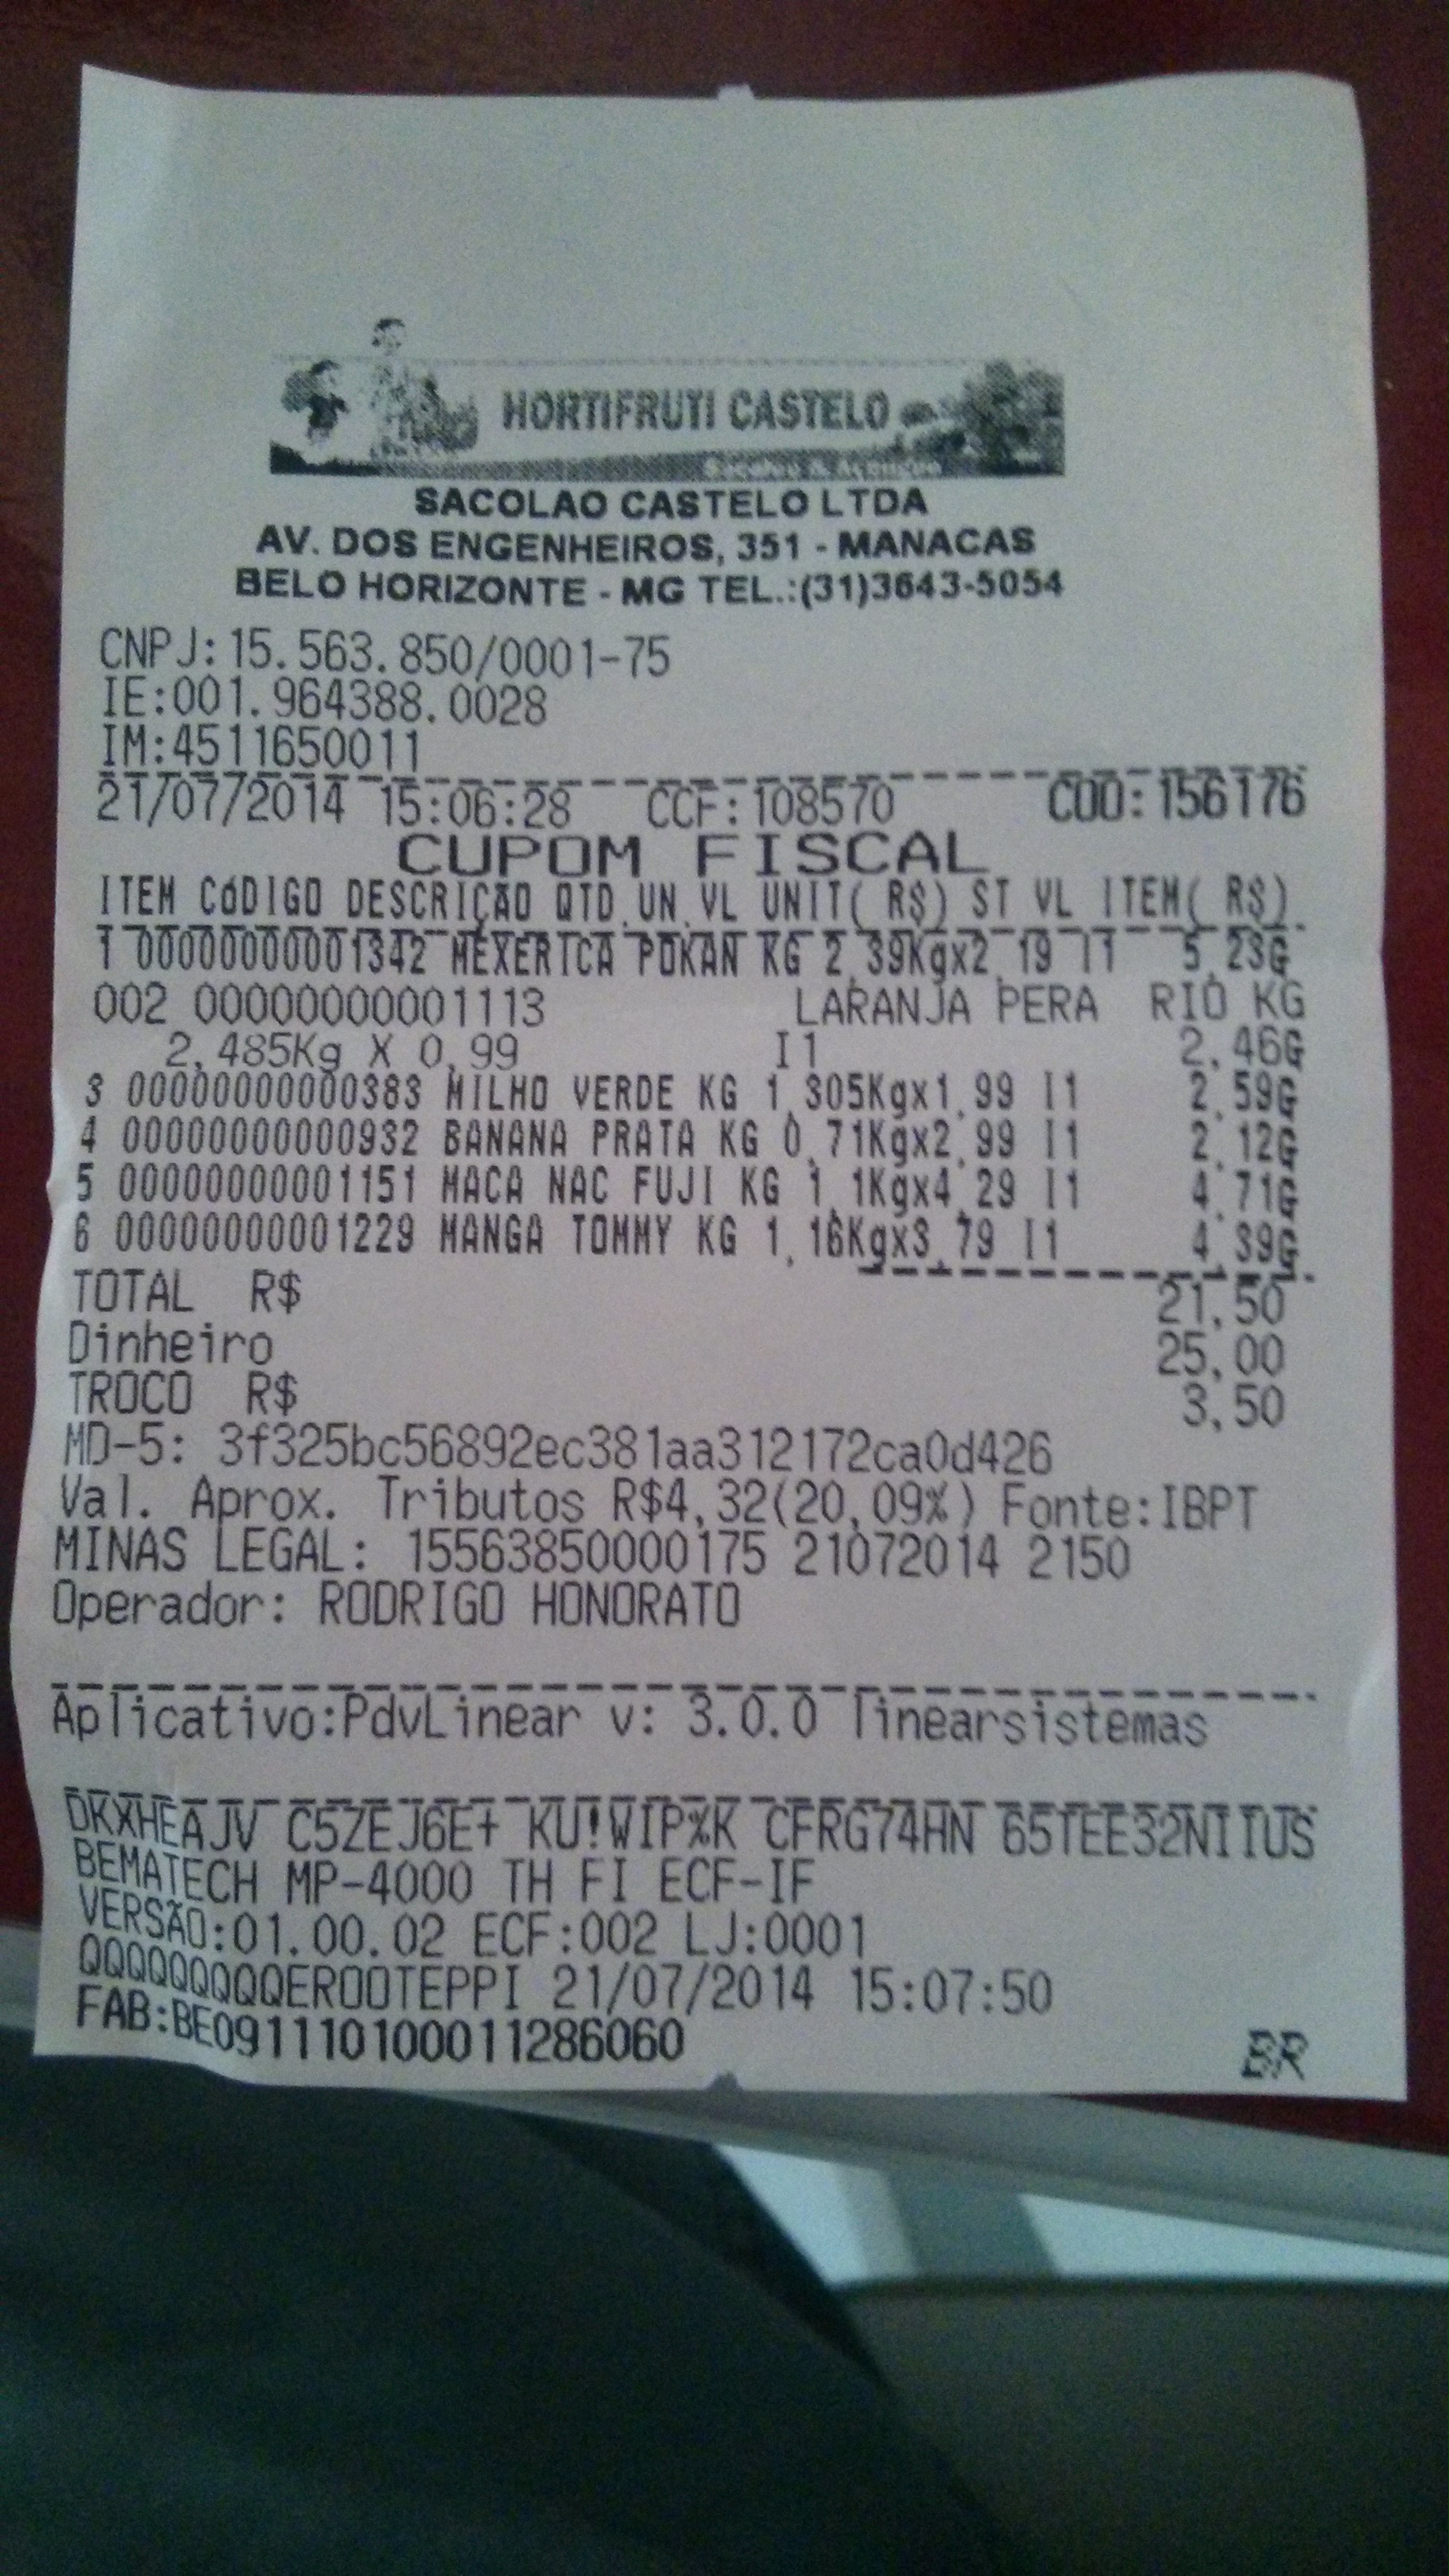 HORTIFRUTI CASTELO
Sacolão & Açougue
SACOLAO CASTELO LTDA
AV. DOS ENGENHEIROS, 351 - MANACAS
BELO HORIZONTE - MG TEL.:(31)3643-5054
CNPJ:15.563.850/0001-75
IE:001.964388.0028
IM:4511650011
21/07/2014 15:06:28 CCF:108570 COO:156176
CUPOM FISCAL
ITEM CÓDIGO DESCRIÇÃO QTD.UN.VL UNIT( R$) ST VL ITEM( R$)
1 0000000001342 MEXERICA POKAN KG 2,39Kgx2,19 I1 5,23G
002 0000000001113 LARANJA PERA RIO KG
2,485Kg X 0,99 I1 2,46G
3 0000000000383 MILHO VERDE KG 1,305Kgx1,99 I1 2,59G
4 0000000000932 BANANA PRATA KG 0,71Kgx2,99 I1 2,12G
5 0000000001151 MACA NAC FUJI KG 1,1Kgx4,29 I1 4,71G
6 0000000001229 MANGA TOMMY KG 1,16Kgx3,79 I1 4,39G
TOTAL R$ 21,50
Dinheiro 25,00
TROCO R$ 3,50
MD-5: 3f325bc56892ec381aa312172ca0d426
Val. Aprox. Tributos R$4,32(20,09%) Fonte:IBPT
MINAS LEGAL: 15563850000175 21072014 2150
Operador: RODRIGO HONORATO
Aplicativo:PdvLinear v: 3.0.0 linearsistemas
DKXHEAJV C5ZEJ6E+ KU!WIP%K CFRG74HN 65TEE32NIIUS
BEMATECH MP-4000 TH FI ECF-IF
VERSÃO:01.00.02 ECF:002 LJ:0001
QQQQQQQQQEROOTEPPI 21/07/2014 15:07:50
FAB:BE091110100011286060
BR